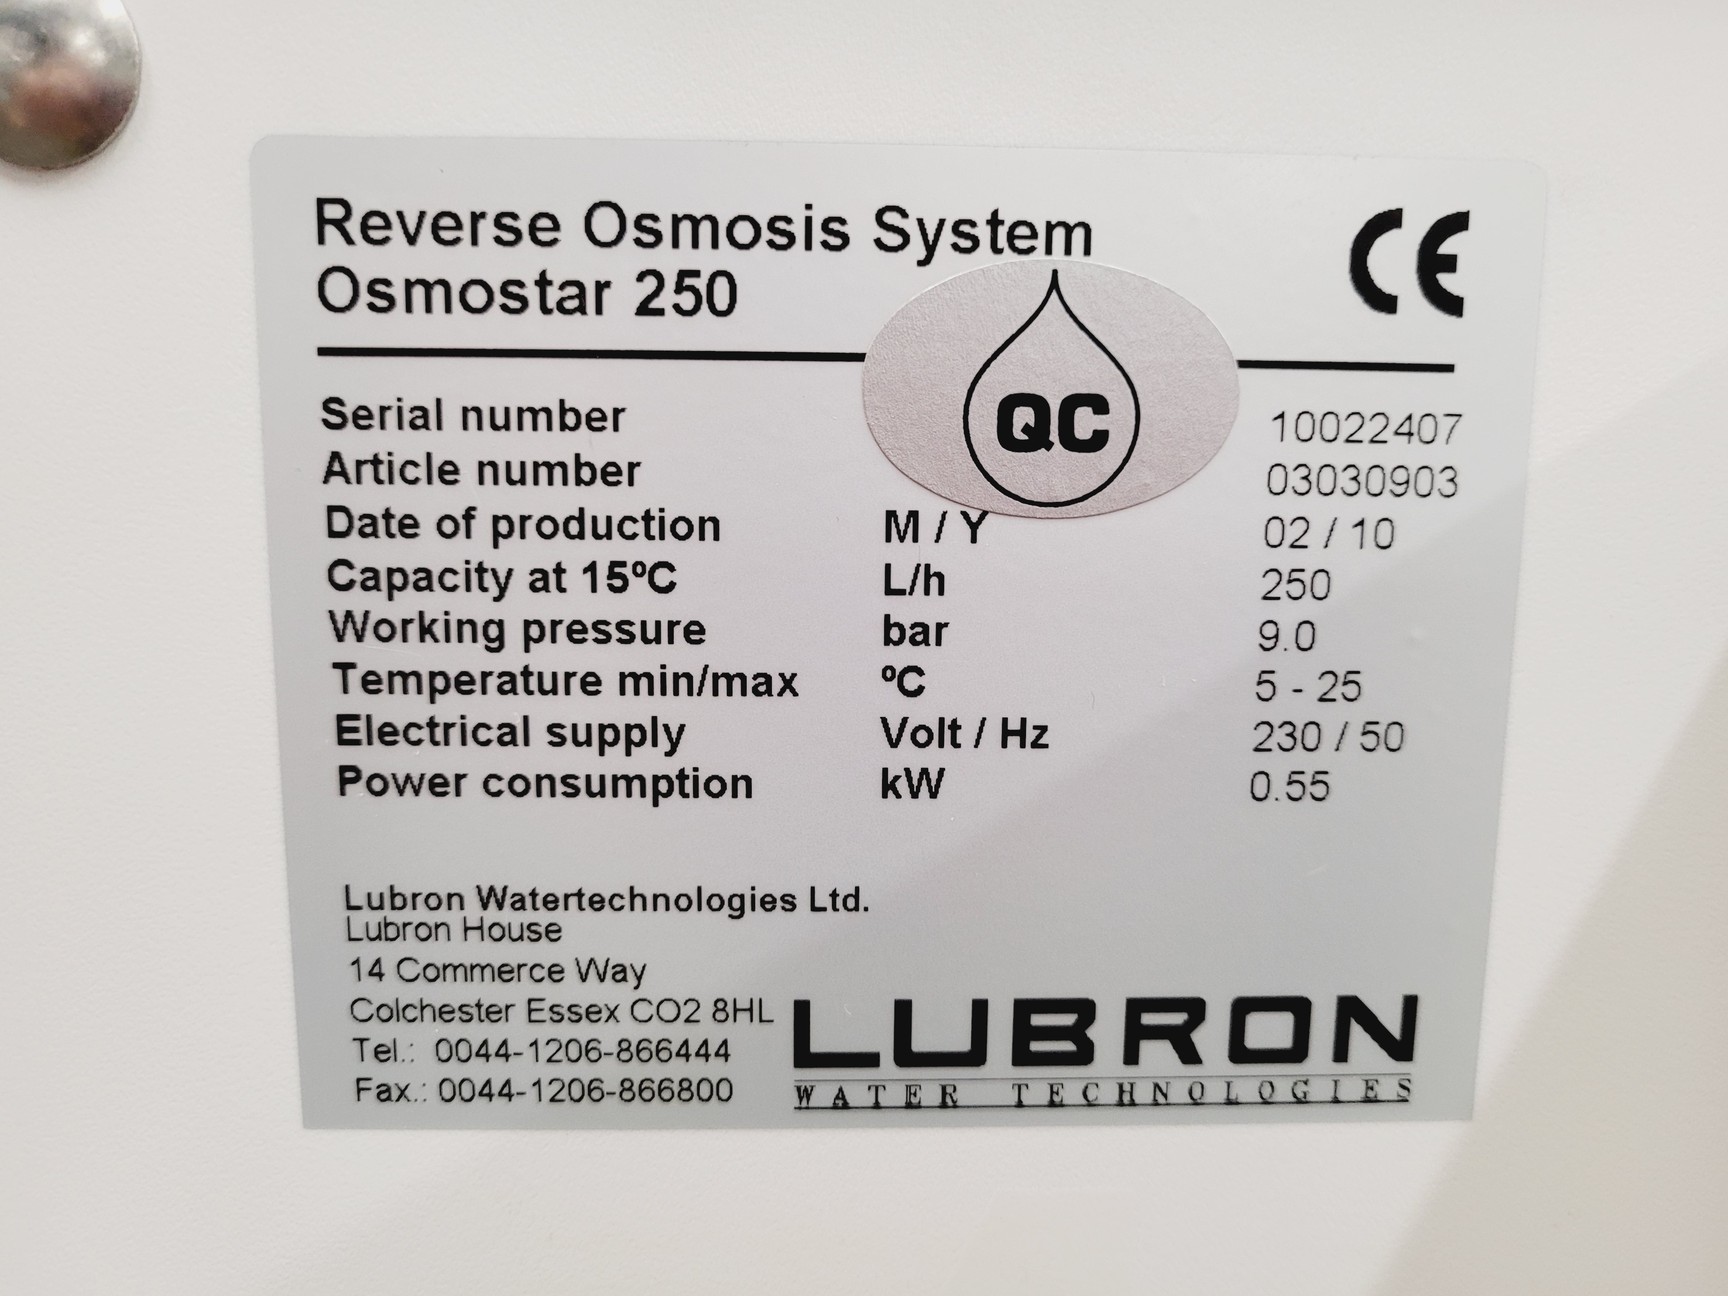 Reverse Osmosis System
Osmostar 250
CE
QC
Serial number 10022407
Article number 03030903
Date of production M / Y 02 / 10
Capacity at 15ºC L/h 250
Working pressure bar 9.0
Temperature min/max ºC 5 - 25
Electrical supply Volt / Hz 230 / 50
Power consumption kW 0.55
Lubron Watertechnologies Ltd.
Lubron House
14 Commerce Way
Colchester Essex CO2 8HL
Tel.: 0044-1206-866444
Fax.: 0044-1206-866800
LUBRON
WATER TECHNOLOGIES